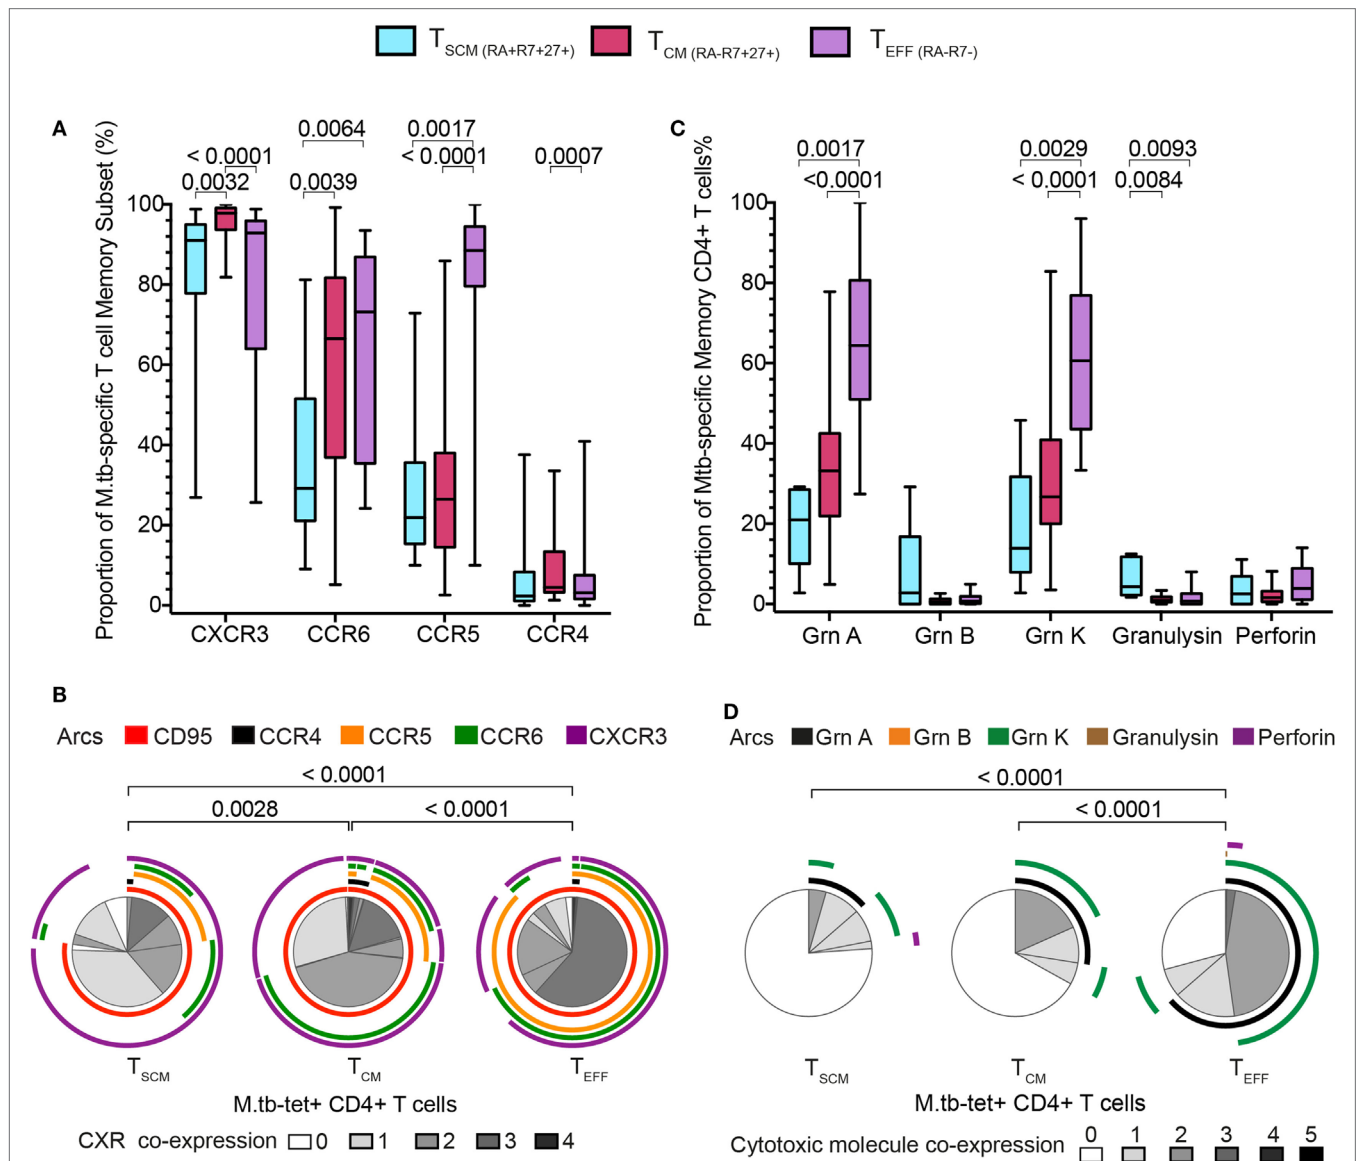 T SCM (RA+R7+27+) T CM (RA-R7+27+) T EFF (RA-R7-)
A
Proportion of M.tb-specific T cell Memory Subset (%)
0.0064 0.0017
< 0.0001 < 0.0001 0.0007
0.0032 0.0039
100
80
60
40
20
0
CXCR3 CCR6 CCR5 CCR4
C
Proportion of Mtb-specific Memory CD4+ T cells%
0.0017 0.0029 0.0093
<0.0001 < 0.0001 0.0084
100
80
60
40
20
0
Grn A Grn B Grn K Granulysin Perforin
B
Arcs CD95 CCR4 CCR5 CCR6 CXCR3
< 0.0001
0.0028 < 0.0001
TSCM TCM TEFF
M.tb-tet+ CD4+ T cells
CXR co-expression 0 1 2 3 4
D
Arcs Grn A Grn B Grn K Granulysin Perforin
< 0.0001
< 0.0001
TSCM TCM TEFF
M.tb-tet+ CD4+ T cells
Cytotoxic molecule co-expression 0 1 2 3 4 5